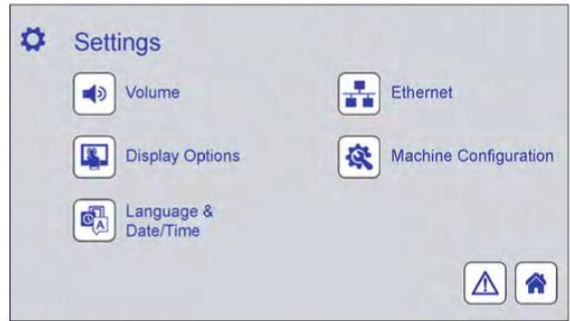 Settings
Volume
Ethernet
Display Options
Machine Configuration
Language &
Date/Time